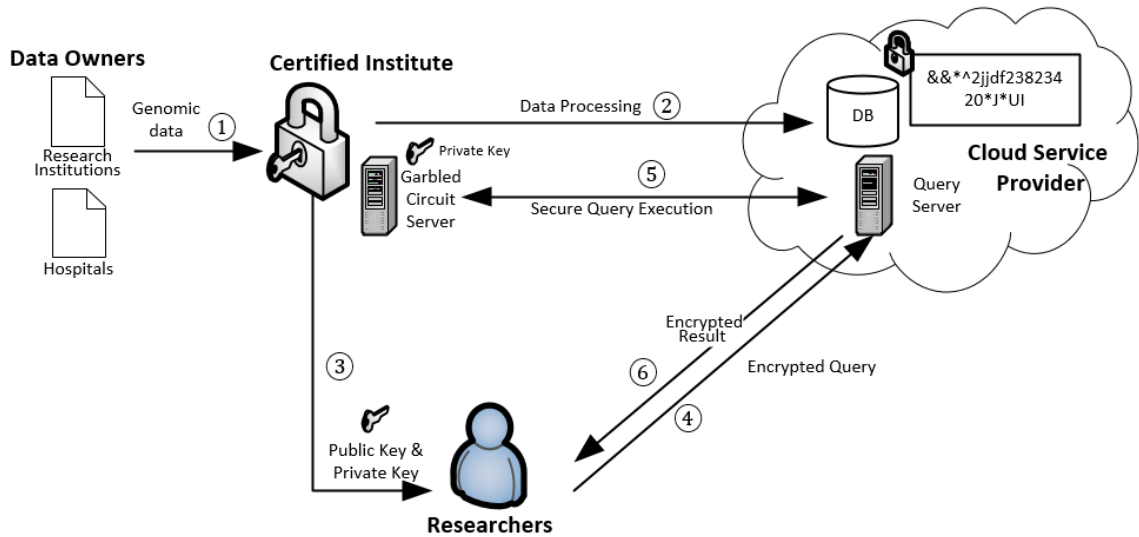 Data Owners
Research
Institutions
Hospitals
Genomic
data
1
Certified Institute
Private Key
Garbled
Circuit
Server
Data Processing 2
5
Secure Query Execution
&&*^2jjdf238234
20*J*UI
DB
Cloud Service
Provider
Query
Server
3
Public Key &
Private Key
Researchers
Encrypted
Result
6
Encrypted Query
4